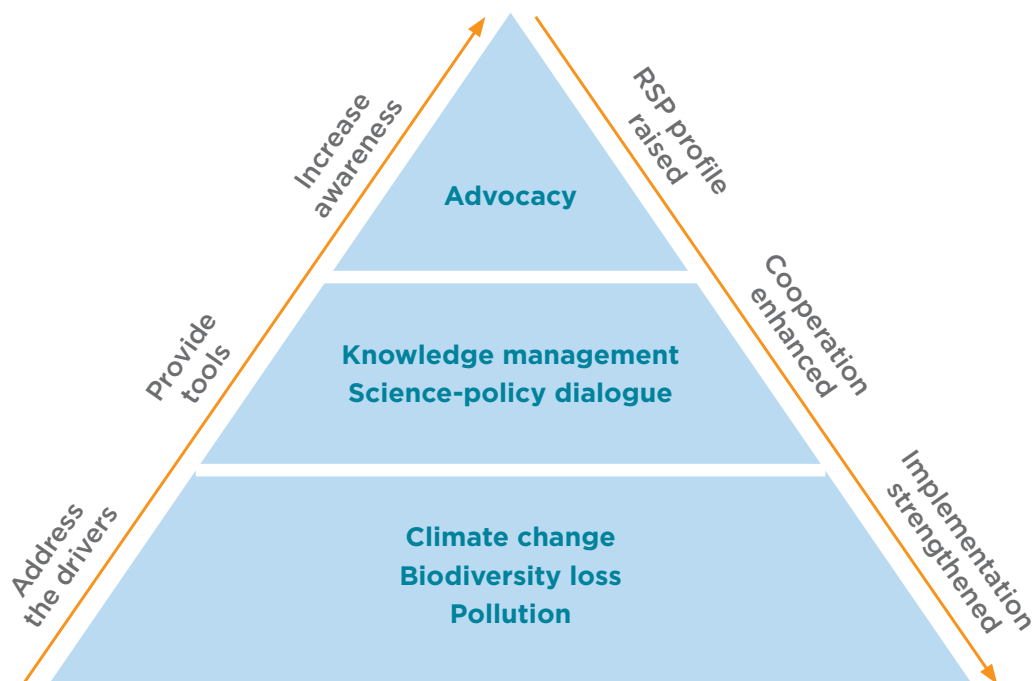 Increase
awareness
RSP profile
raised
Advocacy
Provide
tools
Cooperation
enhanced
Knowledge management
Science-policy dialogue
Address
the drivers
Implementation
strengthened
Climate change
Biodiversity loss
Pollution